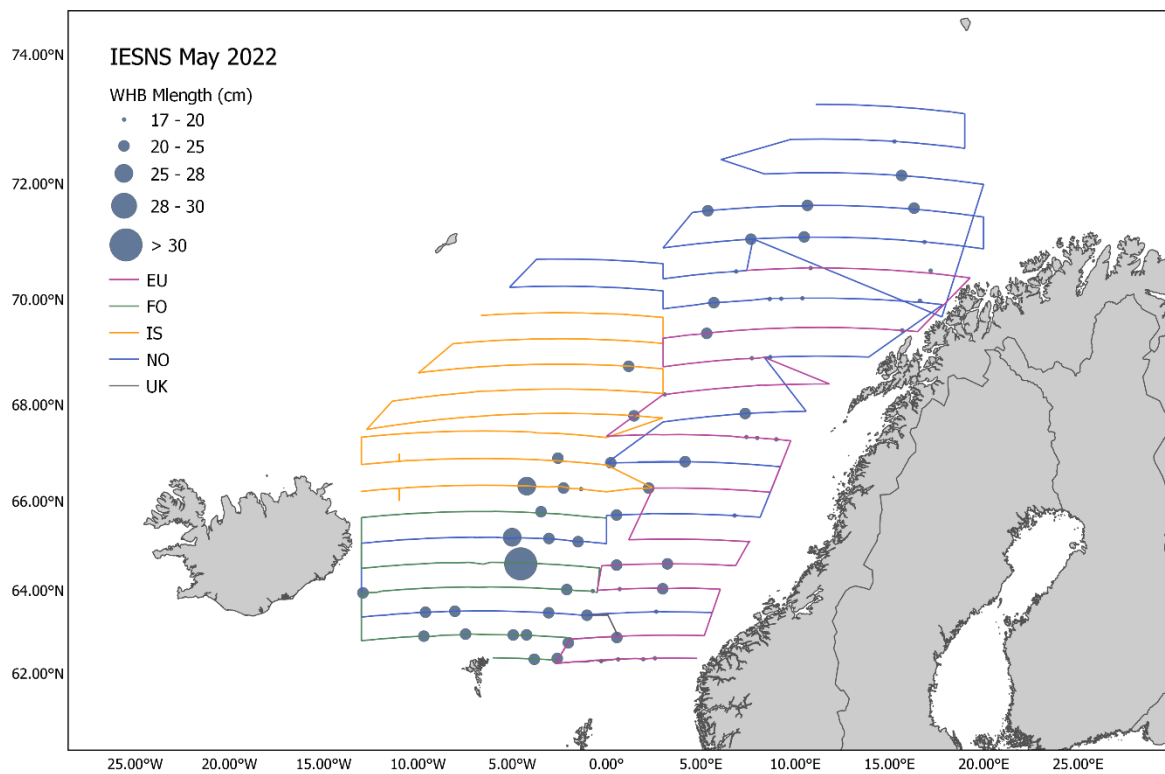 IESNS May 2022
WHB Mlength (cm)
17 - 20
20 - 25
25 - 28
28 - 30
> 30
EU
FO
IS
NO
UK
74.00°N
72.00°N
70.00°N
68.00°N
66.00°N
64.00°N
62.00°N
25.00°W 20.00°W 15.00°W 10.00°W 5.00°W 0.00°E 5.00°E 10.00°E 15.00°E 20.00°E 25.00°E